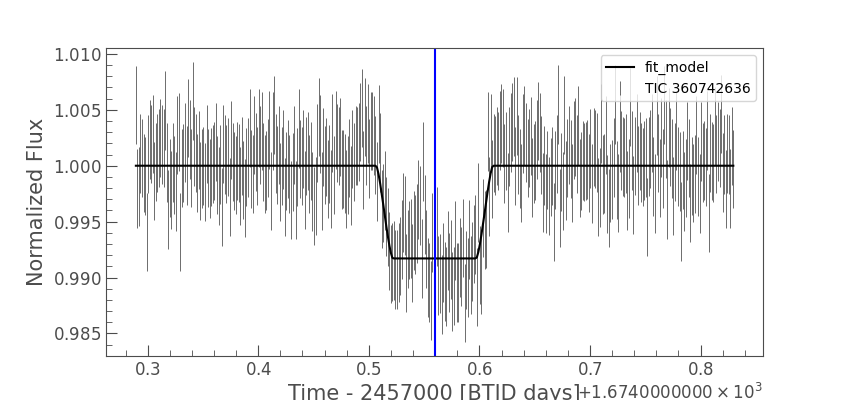 fit_model
TIC 360742636
Normalized Flux
1.010
1.005
1.000
0.995
0.990
0.985
0.3 0.4 0.5 0.6 0.7 0.8
Time - 2457000 [BTJD days]
+1.6740000000 × 10³